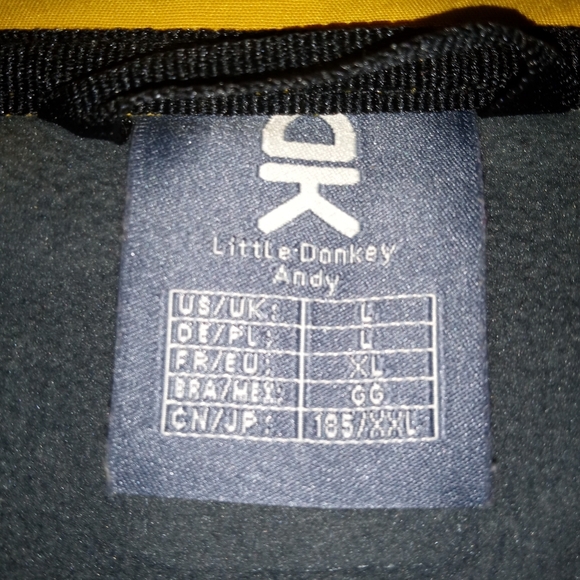 Little Donkey
Andy
US/UK: L
DE/PL: L
FR/EU: XL
BRA/MEX: GG
CN/JP: 185/XXL